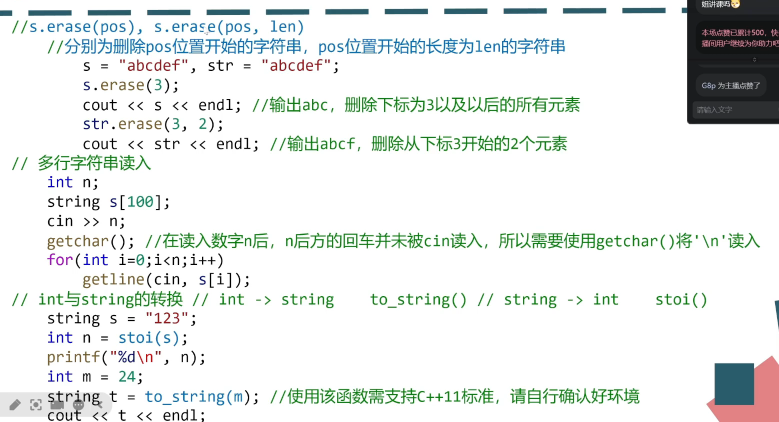 //s.erase(pos), s.erase(pos, len)
//分别为删除pos位置开始的字符串，pos位置开始的长度为len的字符串
s = "abcdef", str = "abcdef";
s.erase(3);
cout << s << endl; //输出abc，删除下标为3以及以后的所有元素
str.erase(3, 2);
cout << str << endl; //输出abcf，删除从下标3开始的2个元素
// 多行字符串读入
int n;
string s[100];
cin >> n;
getchar(); //在读入数字n后，n后方的回车并未被cin读入，所以需要使用getchar()将'\n'读入
for(int i=0;i<n;i++)
getline(cin, s[i]);
// int与string的转换 // int -> string    to_string() // string -> int    stoi()
string s = "123";
int n = stoi(s);
printf("%d\n", n);
int m = 24;
string t = to_string(m); //使用该函数需支持C++11标准，请自行确认好环境
cout << t << endl;
姐讲课吗
本场点赞已累计500，快
播间用户继续为你助力吧
G8p 为主播点赞了
请输入文字